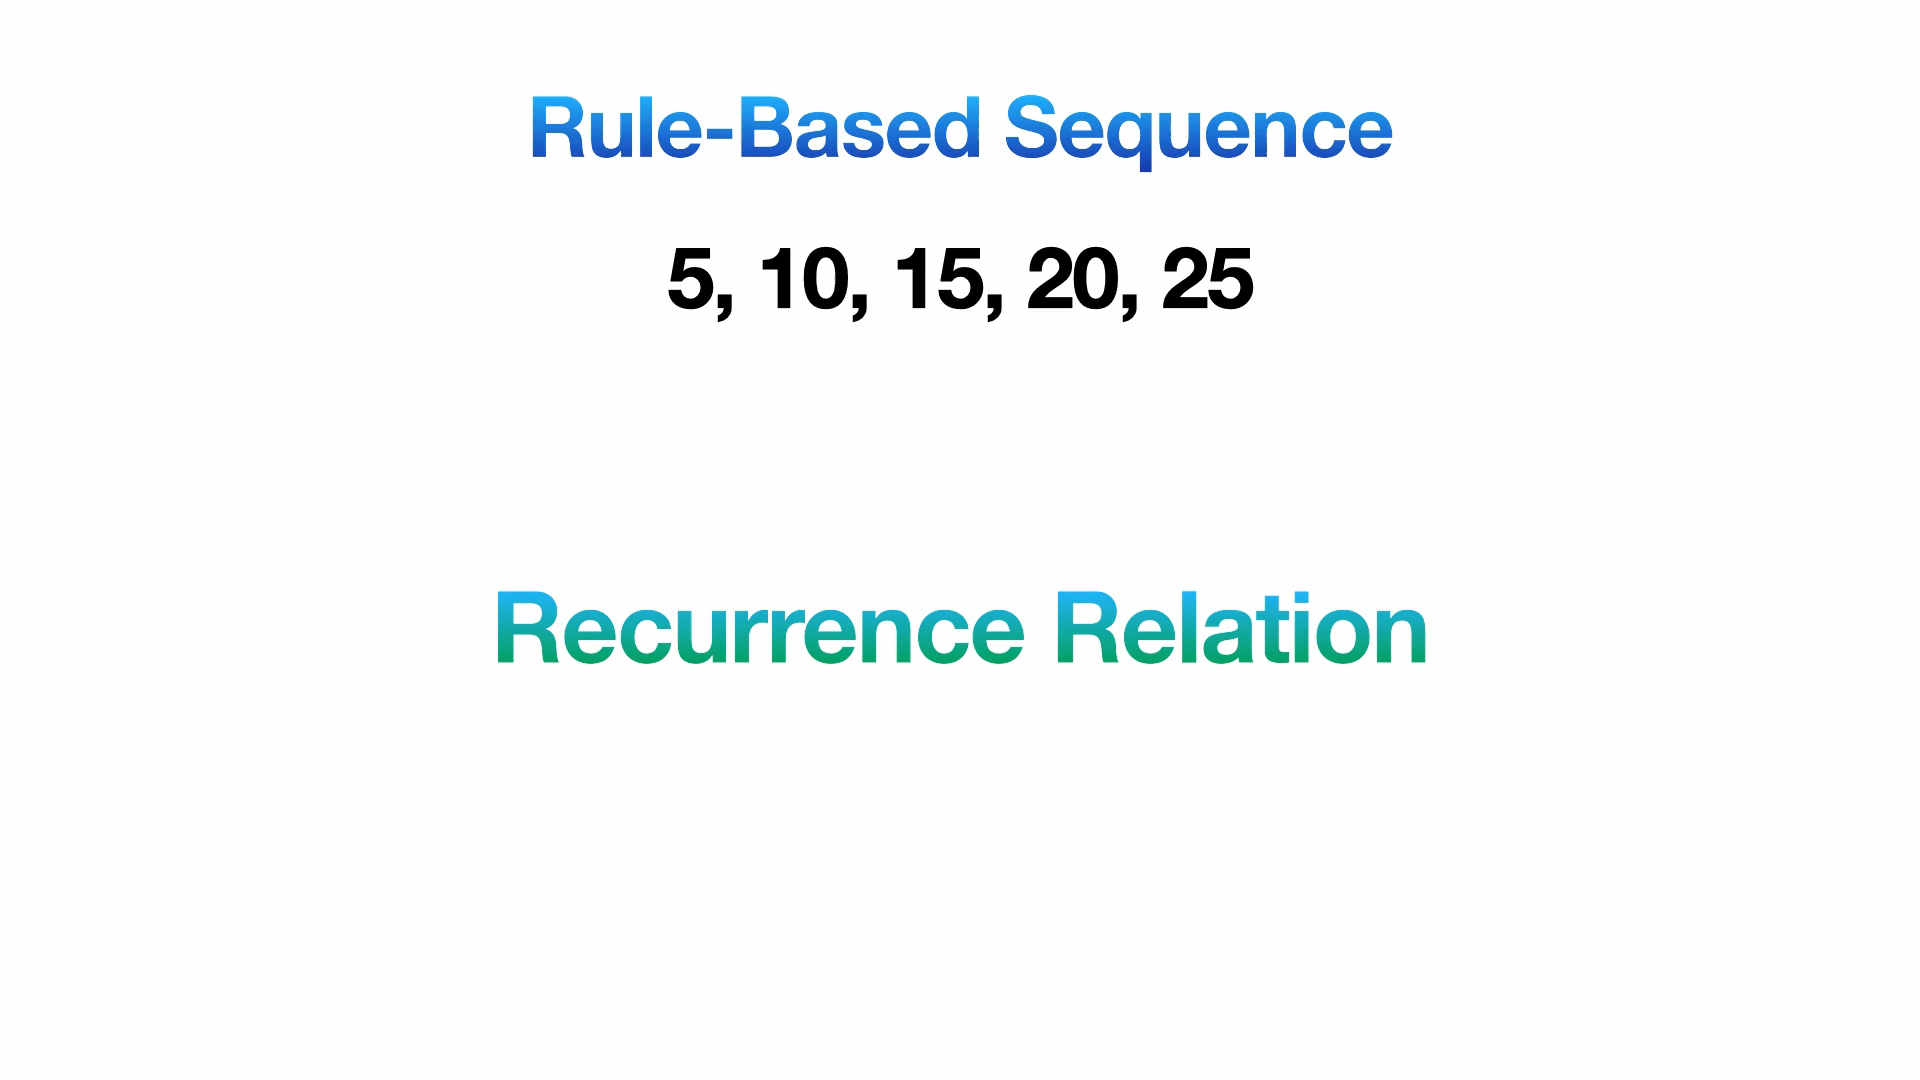 Rule-Based Sequence
5, 10, 15, 20, 25
Recurrence Relation